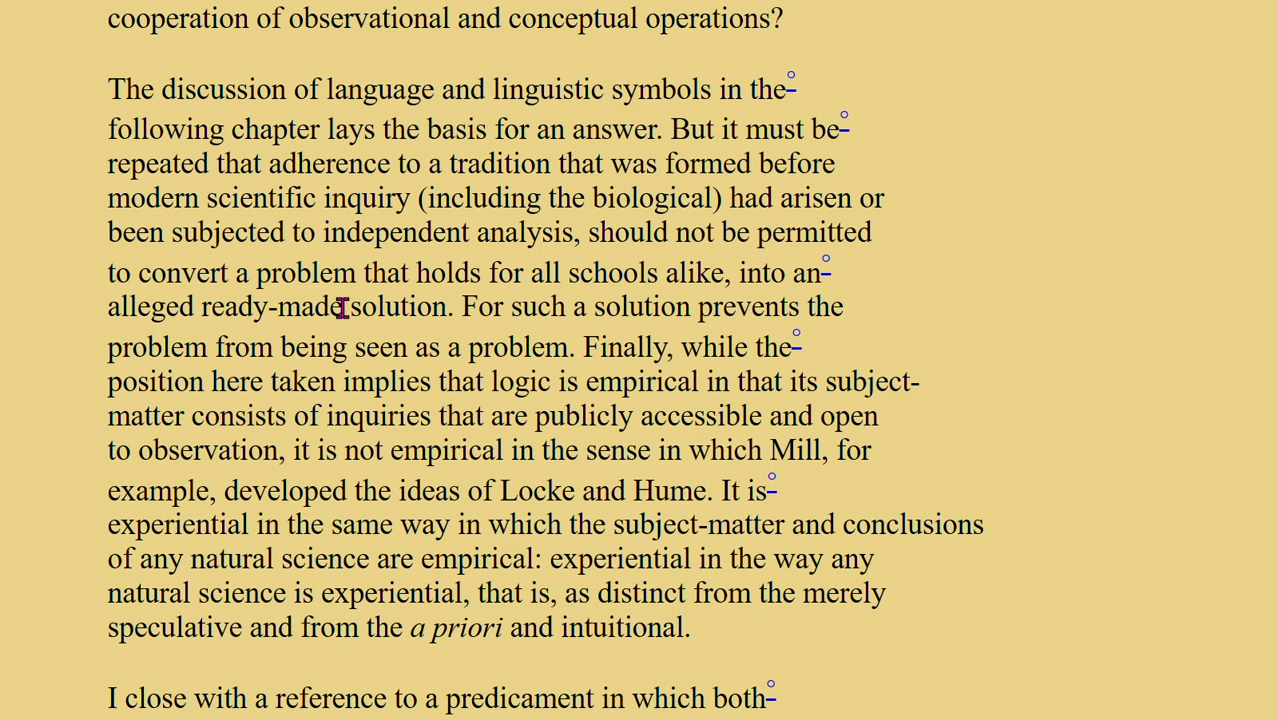 cooperation of observational and conceptual operations?
The discussion of language and linguistic symbols in the
following chapter lays the basis for an answer. But it must be
repeated that adherence to a tradition that was formed before
modern scientific inquiry (including the biological) had arisen or
been subjected to independent analysis, should not be permitted
to convert a problem that holds for all schools alike, into an
alleged ready-made solution. For such a solution prevents the
problem from being seen as a problem. Finally, while the
position here taken implies that logic is empirical in that its subject-
matter consists of inquiries that are publicly accessible and open
to observation, it is not empirical in the sense in which Mill, for
example, developed the ideas of Locke and Hume. It is
experiential in the same way in which the subject-matter and conclusions
of any natural science are empirical: experiential in the way any
natural science is experiential, that is, as distinct from the merely
speculative and from the a priori and intuitional.
I close with a reference to a predicament in which both